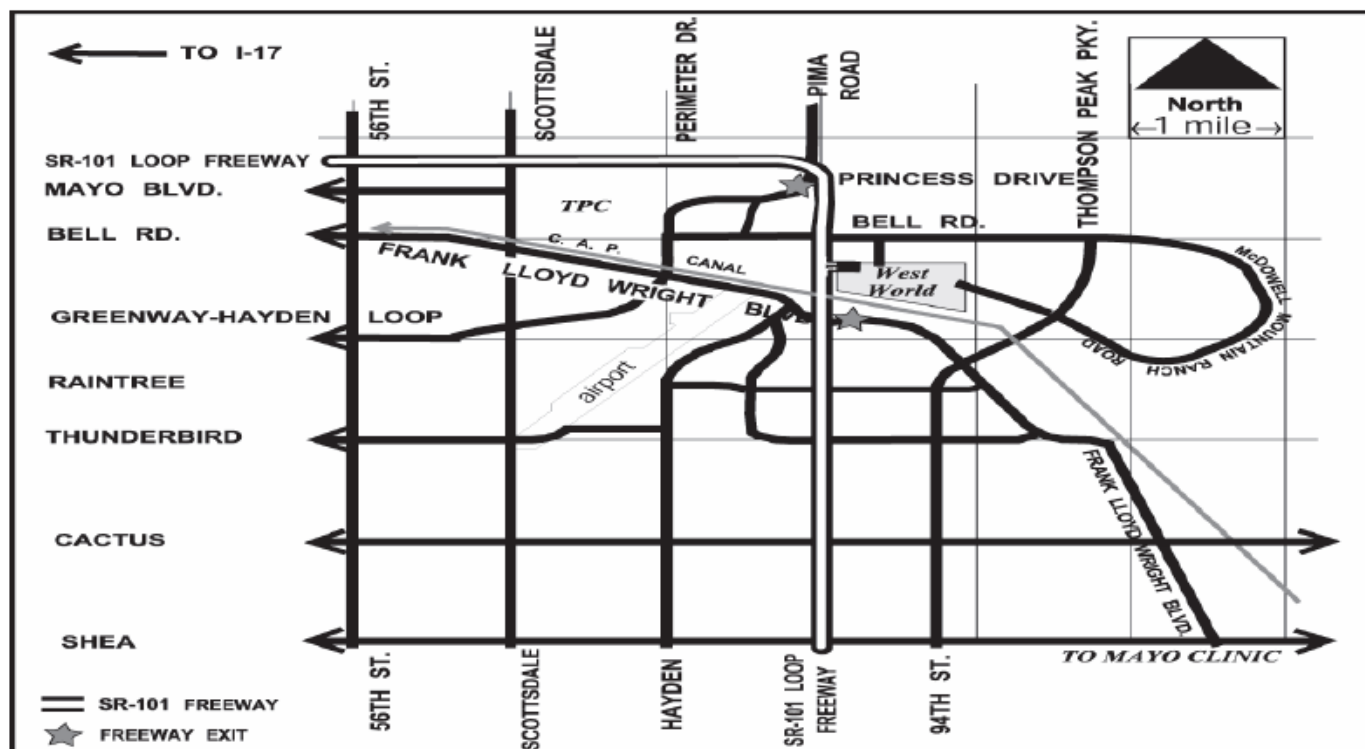 TO I-17
56TH ST.
SCOTTSDALE
PERIMETER DR.
PIMA
ROAD
THOMPSON PEAK PKY.
North
1 mile
SR-101 LOOP FREEWAY
MAYO BLVD.
PRINCESS DRIVE
TPC
BELL RD.
BELL RD.
C. A. P.
CANAL
FRANK LLOYD WRIGHT BLVD.
West
World
McDOWELL MOUNTAIN RANCH ROAD
GREENWAY-HAYDEN LOOP
RAINTREE
airport
THUNDERBIRD
FRANK LLOYD WRIGHT BLVD.
CACTUS
SHEA
TO MAYO CLINIC
56TH ST.
SCOTTSDALE
HAYDEN
SR-101 LOOP
FREEWAY
94TH ST.
SR-101 FREEWAY
FREEWAY EXIT